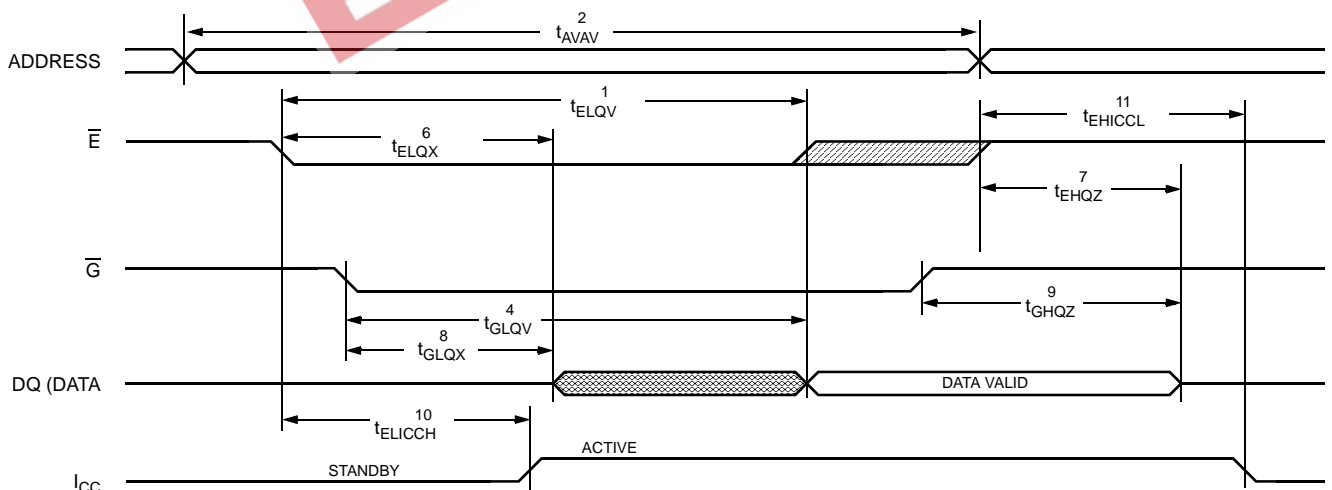 2
tAVAV
ADDRESS
1
tELQV
11
tEHICCL
E
6
tELQX
7
tEHQZ
G
9
tGHQZ
4
tGLQV
8
tGLQX
DQ (DATA
DATA VALID
10
tELICCH
ACTIVE
STANDBY
ICC